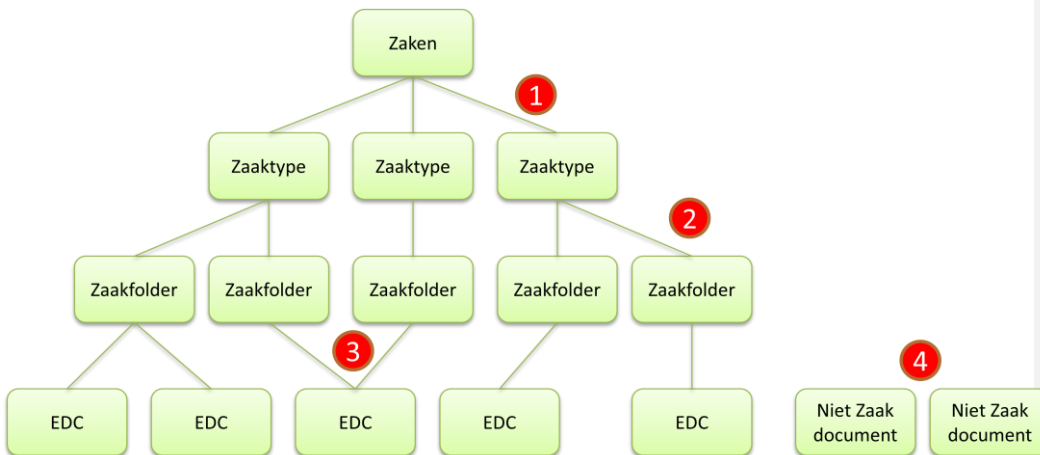 Zaken
1
Zaaktype
Zaaktype
Zaaktype
2
Zaakfolder
Zaakfolder
Zaakfolder
Zaakfolder
Zaakfolder
3
4
EDC
EDC
EDC
EDC
EDC
Niet Zaak
document
Niet Zaak
document